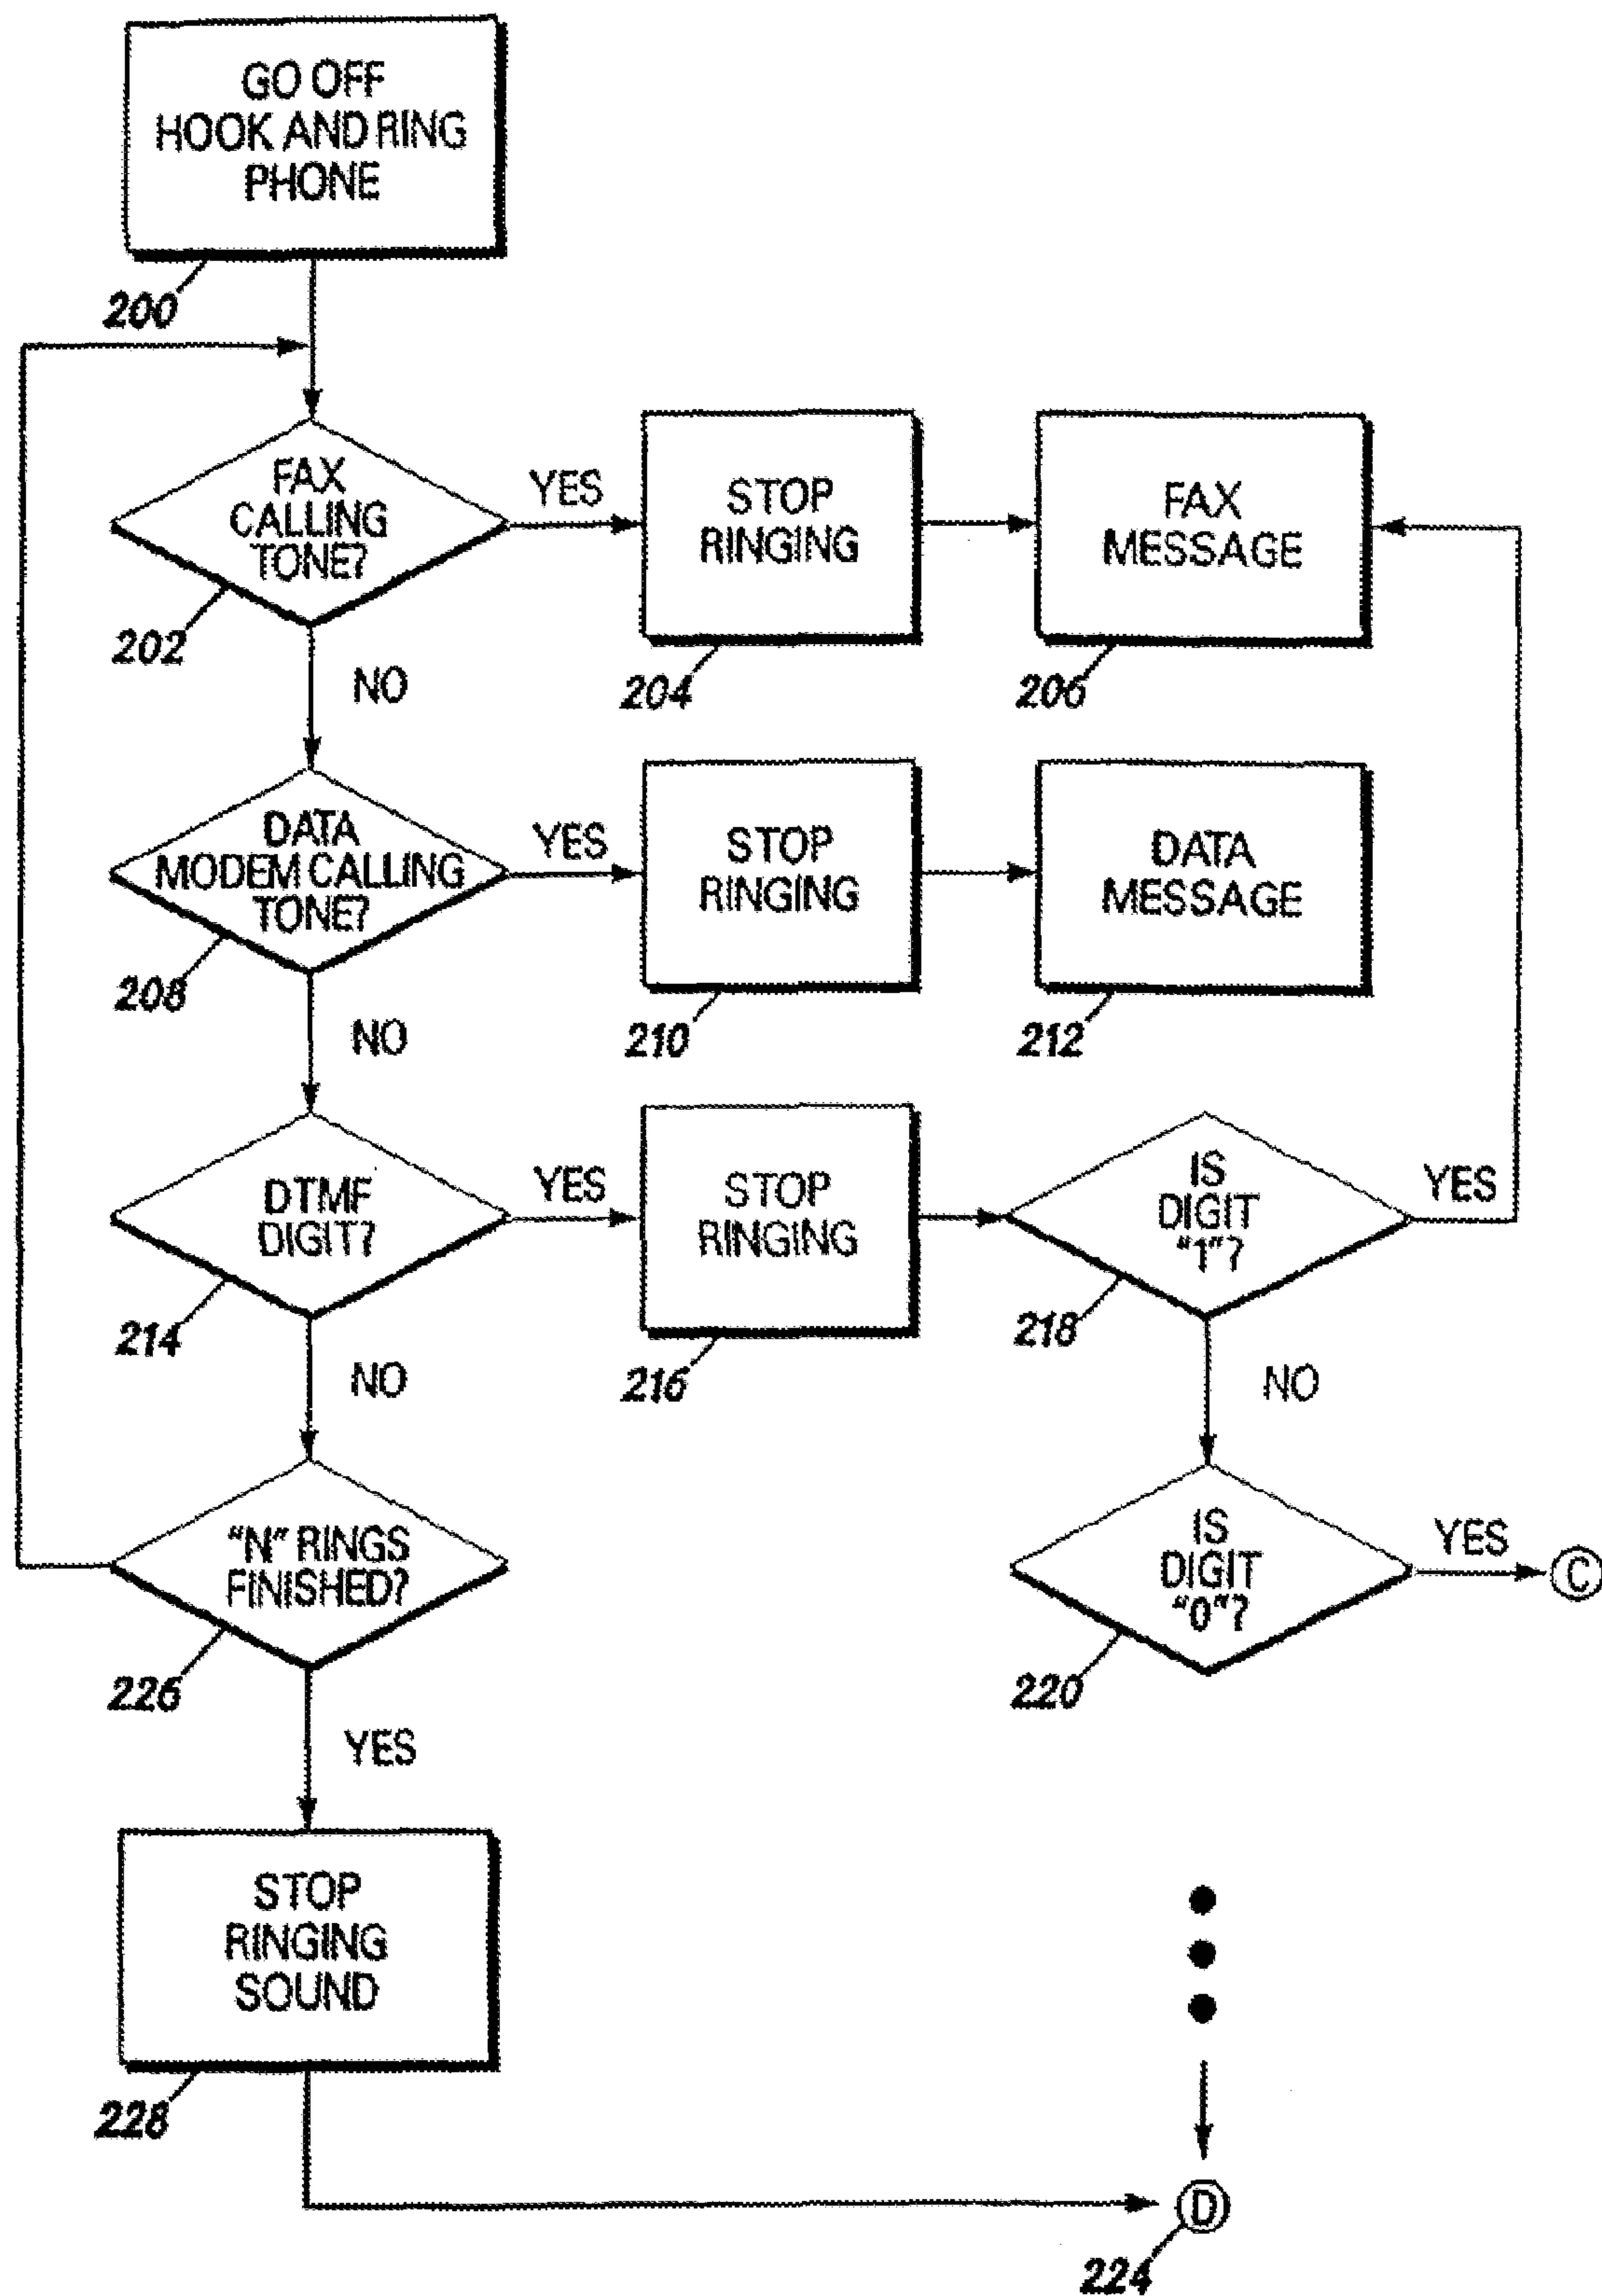 GO OFF
HOOK AND RING
PHONE
200
FAX
CALLING
TONE?
202
YES
STOP
RINGING
204
FAX
MESSAGE
206
NO
DATA
MODEM CALLING
TONE?
208
YES
STOP
RINGING
210
DATA
MESSAGE
212
NO
DTMF
DIGIT?
214
YES
STOP
RINGING
216
IS
DIGIT
"1"?
218
YES
NO
NO
"N" RINGS
FINISHED?
226
IS
DIGIT
"0"?
220
YES
C
YES
STOP
RINGING
SOUND
228
D
224